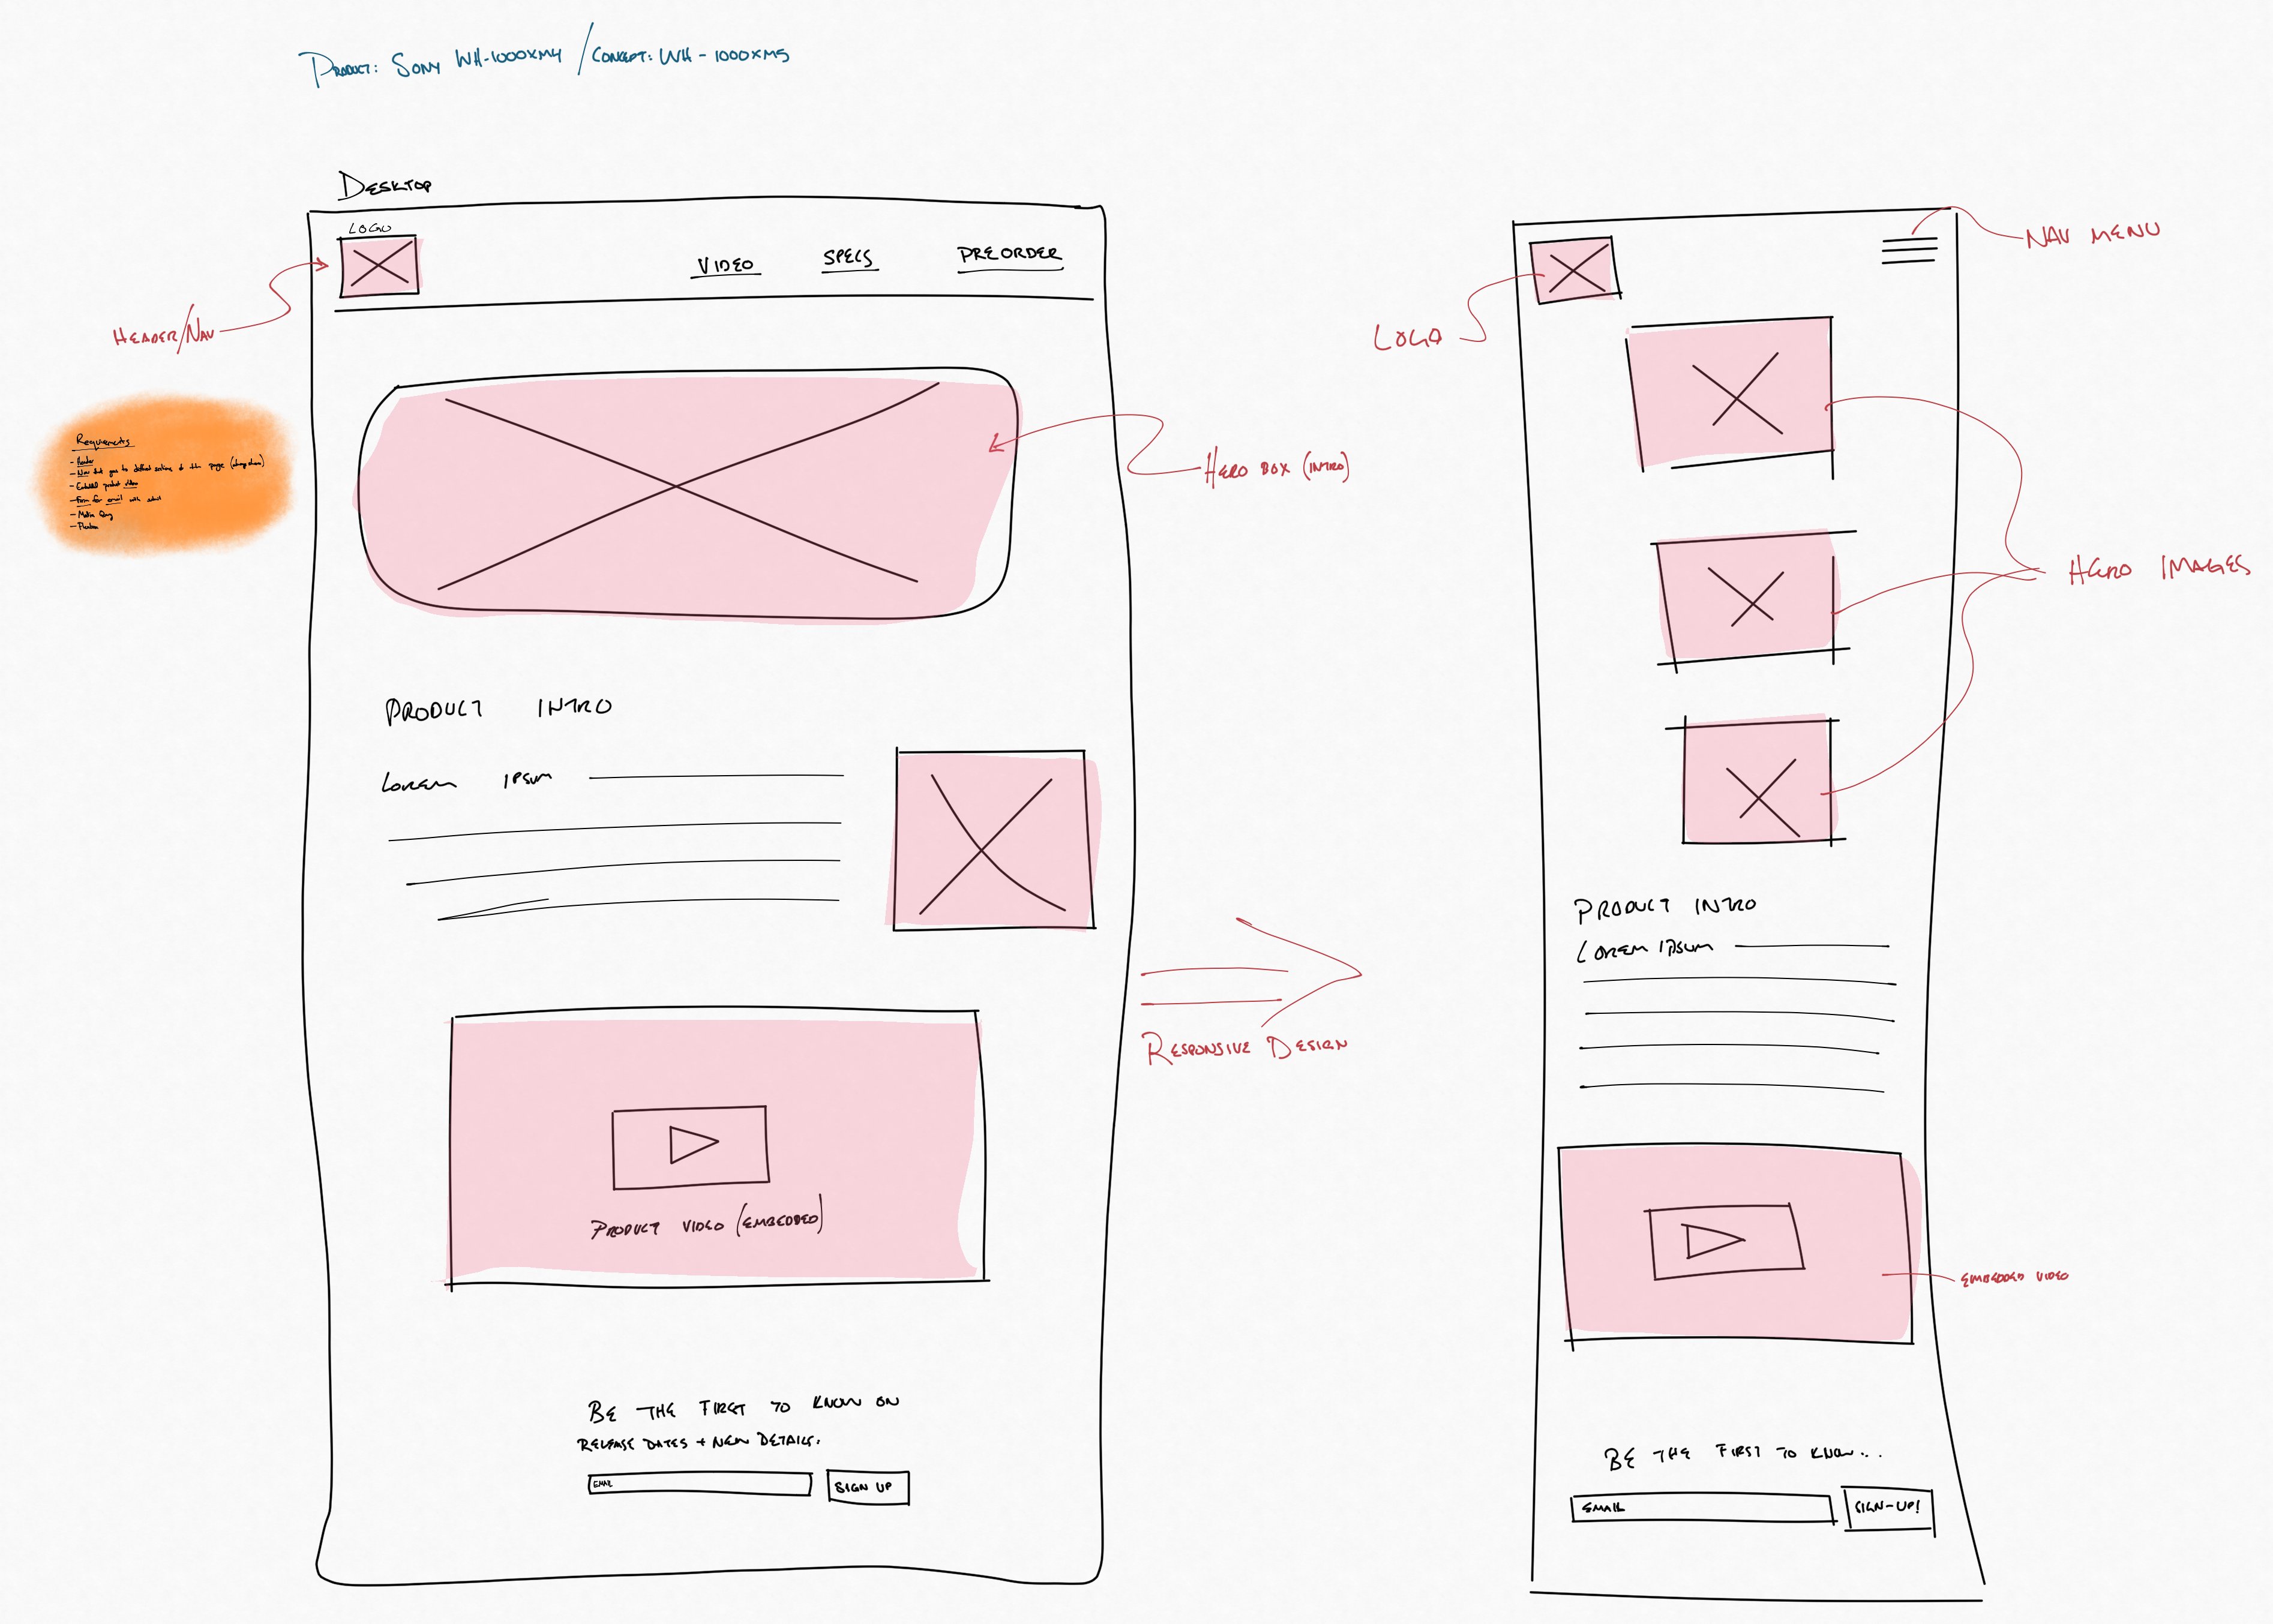 PRODUCT: SONY WH-1000XM4 / CONCEPT: WH-1000XM5
DESKTOP
LOGO
VIDEO
SPECS
PREORDER
HEADER/NAV
Requirements
- Header
- Nav that goes to different sections of the page
- Embedded product video
- Form for email with submit
- Media Query
- Flexbox
HERO BOX (INTRO)
PRODUCT INTRO
LOREM IPSUM
PRODUCT VIDEO (EMBEDDED)
BE THE FIRST TO KNOW ON
RELEASE DATES + NEW DETAILS.
EMAIL
SIGN UP
RESPONSIVE DESIGN
NAV MENU
LOGO
HERO IMAGES
PRODUCT INTRO
LOREM IPSUM
EMBEDDED VIDEO
BE THE FIRST TO KNOW...
EMAIL
SIGN-UP!